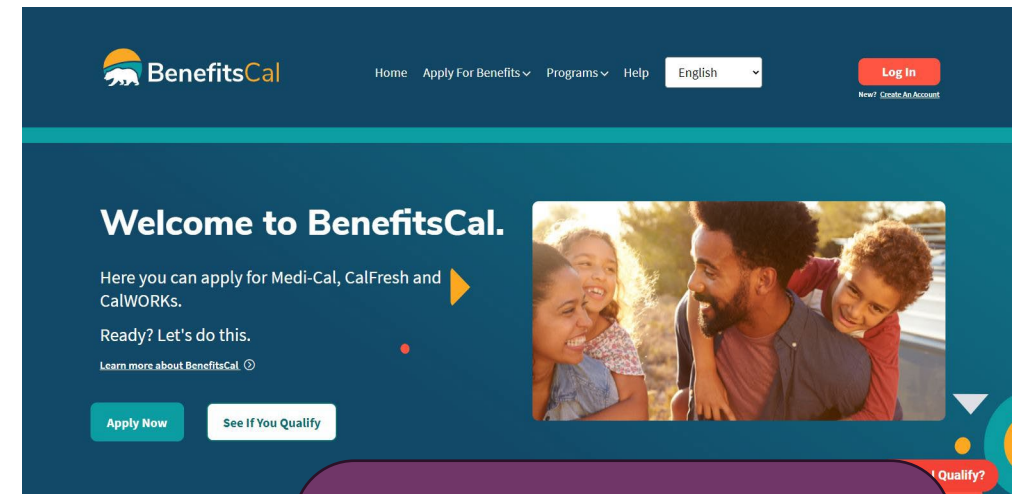 BenefitsCal
Home Apply For Benefits Programs Help English
Log In
New? Create An Account
Welcome to BenefitsCal.
Here you can apply for Medi-Cal, CalFresh and
CalWORKs.
Ready? Let's do this.
Learn more about BenefitsCal
Apply Now See If You Qualify
Qualify?